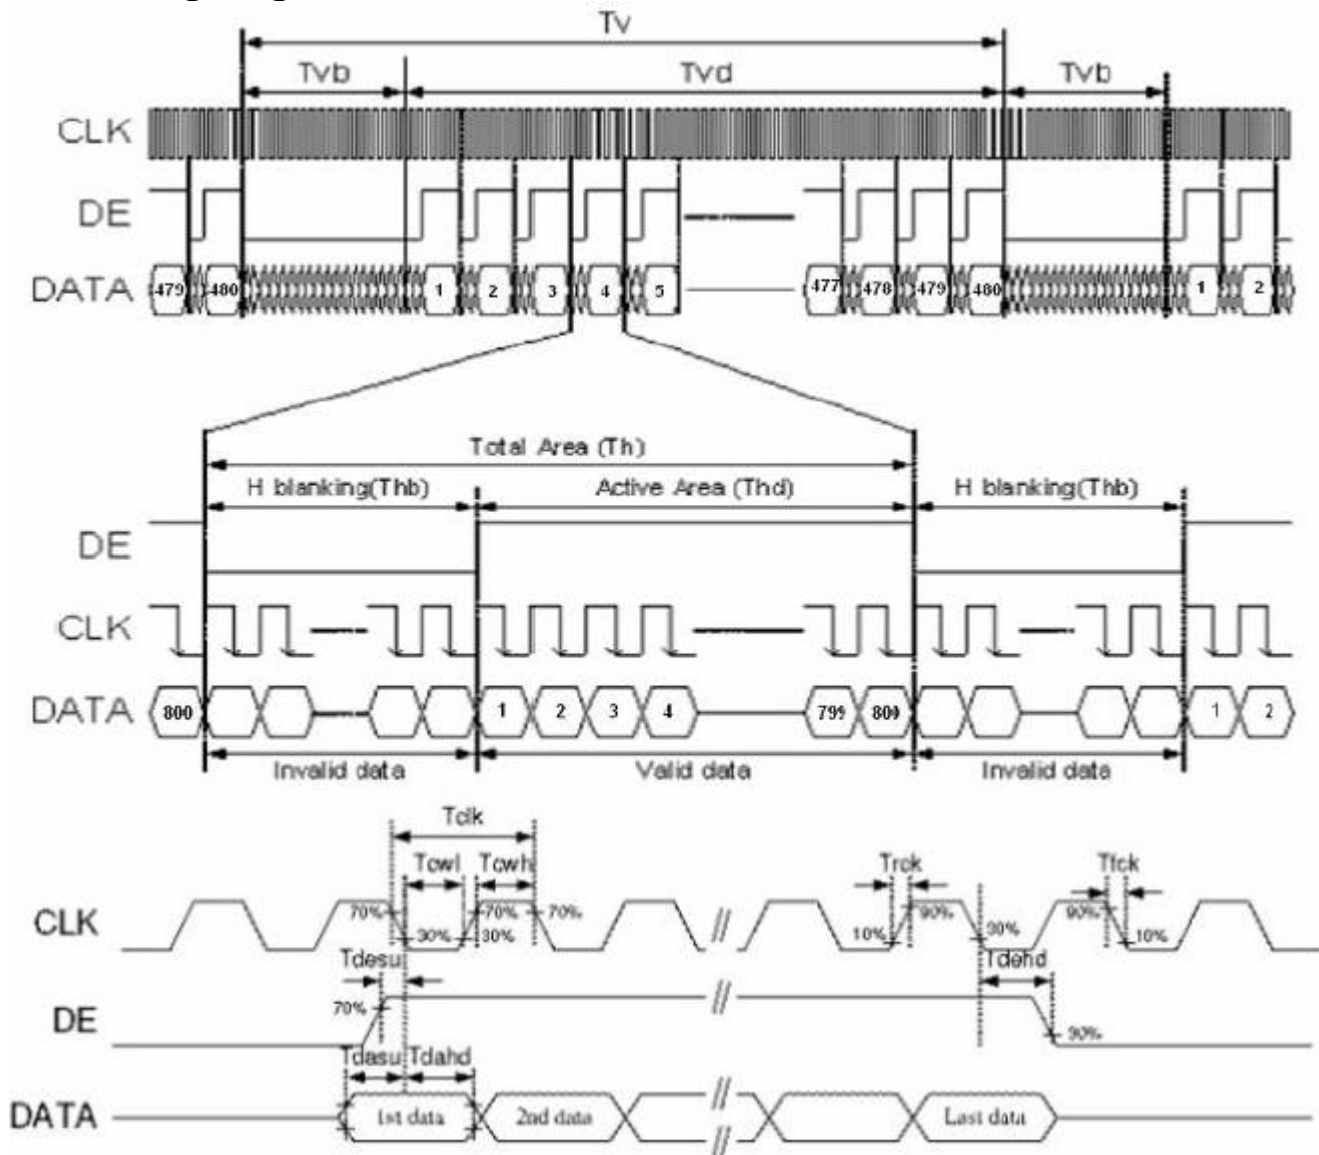 Tv
Tvb Tvd Tvb
CLK
DE
DATA 479 480 1 2 3 4 5 477 478 479 480 1 2
Total Area (Th)
H blanking(Thb) Active Area (Thd) H blanking(Thb)
DE
CLK
DATA 800 1 2 3 4 799 800 1 2
Invalid data Valid data Invalid data
Tclk
Tcwl Tcwh Trck Tfck
CLK 70% 70% 70% 90% 90%
30% 30% 10% 30% 10%
Tdesu Tdehd
70%
DE 30%
Tdasu Tdahd
DATA 1st data 2nd data Last data